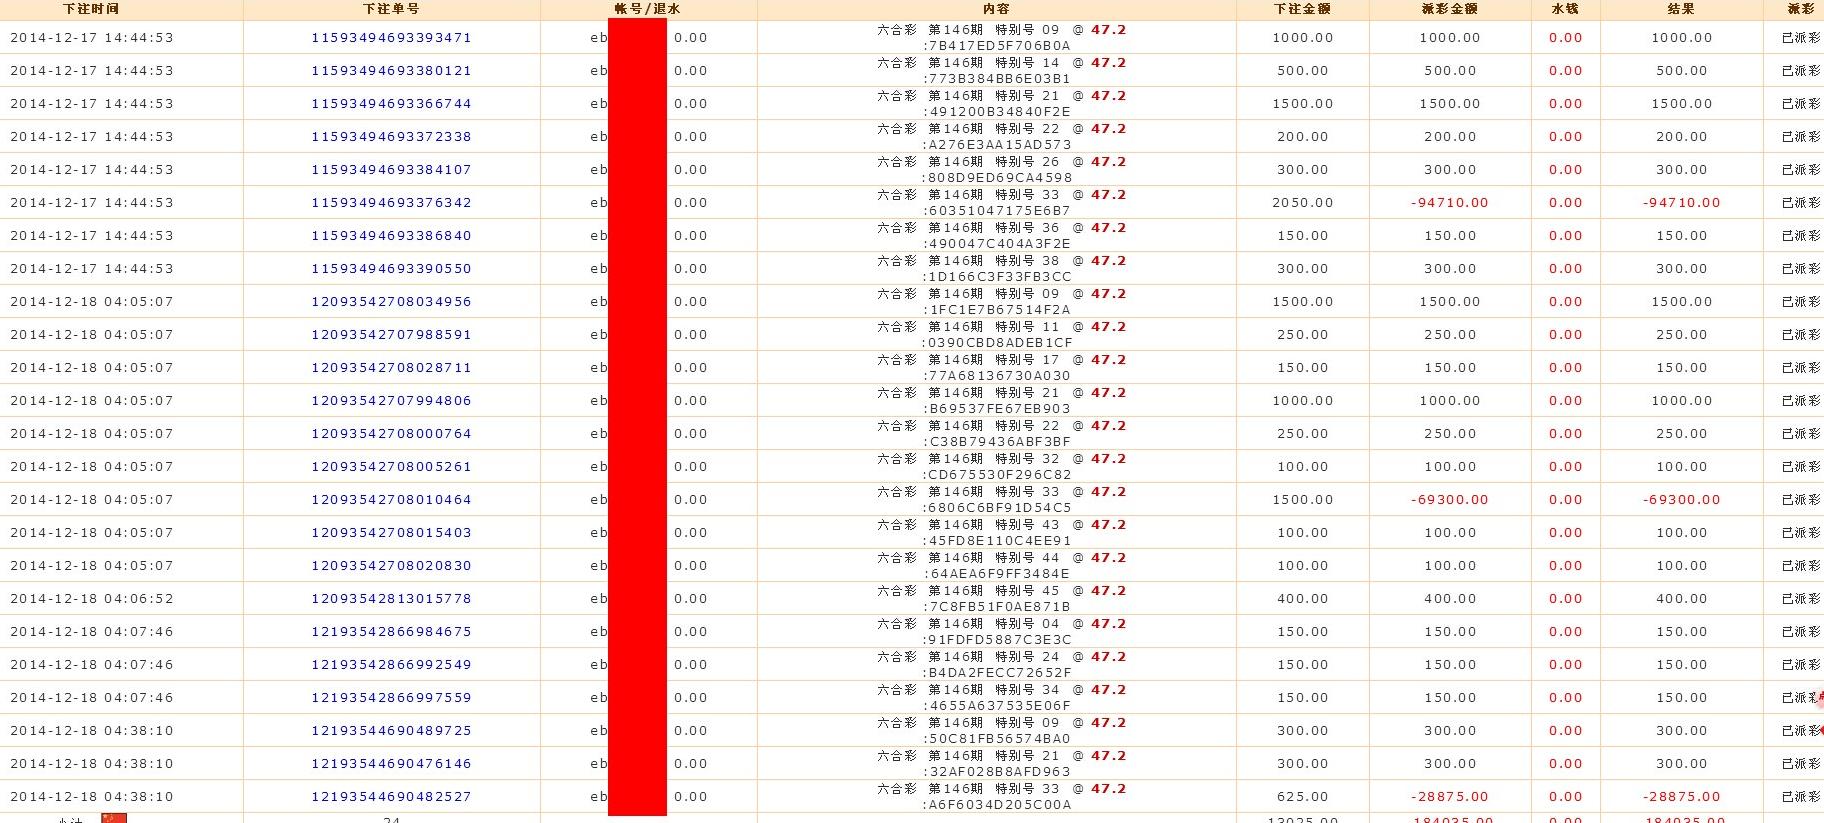 下注时间 下注单号 帐号/退水 内容 下注金额 派彩金额 水钱 结果 派彩
2014-12-17 14:44:53 11593494693393471 eb 0.00 六合彩 第146期 特别号 09 @ 47.2 1000.00 1000.00 0.00 1000.00 已派彩
:7B417ED5F706B0A
2014-12-17 14:44:53 11593494693380121 eb 0.00 六合彩 第146期 特别号 14 @ 47.2 500.00 500.00 0.00 500.00 已派彩
:773B384BB6E03B1
2014-12-17 14:44:53 11593494693366744 eb 0.00 六合彩 第146期 特别号 21 @ 47.2 1500.00 1500.00 0.00 1500.00 已派彩
:491200B34840F2E
2014-12-17 14:44:53 11593494693372338 eb 0.00 六合彩 第146期 特别号 22 @ 47.2 200.00 200.00 0.00 200.00 已派彩
:A276E3AA15AD573
2014-12-17 14:44:53 11593494693384107 eb 0.00 六合彩 第146期 特别号 26 @ 47.2 300.00 300.00 0.00 300.00 已派彩
:808D9ED69CA4598
2014-12-17 14:44:53 11593494693376342 eb 0.00 六合彩 第146期 特别号 33 @ 47.2 2050.00 -94710.00 0.00 -94710.00 已派彩
:60351047175E6B7
2014-12-17 14:44:53 11593494693386840 eb 0.00 六合彩 第146期 特别号 36 @ 47.2 150.00 150.00 0.00 150.00 已派彩
:490047C404A3F2E
2014-12-17 14:44:53 11593494693390550 eb 0.00 六合彩 第146期 特别号 38 @ 47.2 300.00 300.00 0.00 300.00 已派彩
:1D166C3F33FB3CC
2014-12-18 04:05:07 12093542708034956 eb 0.00 六合彩 第146期 特别号 09 @ 47.2 1500.00 1500.00 0.00 1500.00 已派彩
:1FC1E7B67514F2A
2014-12-18 04:05:07 12093542707988591 eb 0.00 六合彩 第146期 特别号 11 @ 47.2 250.00 250.00 0.00 250.00 已派彩
:0390CBD8ADEB1CF
2014-12-18 04:05:07 12093542708028711 eb 0.00 六合彩 第146期 特别号 17 @ 47.2 150.00 150.00 0.00 150.00 已派彩
:77A68136730A030
2014-12-18 04:05:07 12093542707994806 eb 0.00 六合彩 第146期 特别号 21 @ 47.2 1000.00 1000.00 0.00 1000.00 已派彩
:B69537FE67EB903
2014-12-18 04:05:07 12093542708000764 eb 0.00 六合彩 第146期 特别号 22 @ 47.2 250.00 250.00 0.00 250.00 已派彩
:C38B79436ABF3BF
2014-12-18 04:05:07 12093542708005261 eb 0.00 六合彩 第146期 特别号 32 @ 47.2 100.00 100.00 0.00 100.00 已派彩
:CD675530F296C82
2014-12-18 04:05:07 12093542708010464 eb 0.00 六合彩 第146期 特别号 33 @ 47.2 1500.00 -69300.00 0.00 -69300.00 已派彩
:6806C6BF91D54C5
2014-12-18 04:05:07 12093542708015403 eb 0.00 六合彩 第146期 特别号 43 @ 47.2 100.00 100.00 0.00 100.00 已派彩
:45FD8E110C4EE91
2014-12-18 04:05:07 12093542708020830 eb 0.00 六合彩 第146期 特别号 44 @ 47.2 100.00 100.00 0.00 100.00 已派彩
:64AEA6F9FF3484E
2014-12-18 04:06:52 12093542813015778 eb 0.00 六合彩 第146期 特别号 45 @ 47.2 400.00 400.00 0.00 400.00 已派彩
:7C8FB51F0AE871B
2014-12-18 04:07:46 12193542866984675 eb 0.00 六合彩 第146期 特别号 04 @ 47.2 150.00 150.00 0.00 150.00 已派彩
:91FDFD5887C3E3C
2014-12-18 04:07:46 12193542866992549 eb 0.00 六合彩 第146期 特别号 24 @ 47.2 150.00 150.00 0.00 150.00 已派彩
:B4DA2FECC72652F
2014-12-18 04:07:46 12193542866997559 eb 0.00 六合彩 第146期 特别号 34 @ 47.2 150.00 150.00 0.00 150.00 已派彩
:4655A637535E06F
2014-12-18 04:38:10 12193544690489725 eb 0.00 六合彩 第146期 特别号 09 @ 47.2 300.00 300.00 0.00 300.00 已派彩
:50C81FB56574BA0
2014-12-18 04:38:10 12193544690476146 eb 0.00 六合彩 第146期 特别号 21 @ 47.2 300.00 300.00 0.00 300.00 已派彩
:32AF028B8AFD963
2014-12-18 04:38:10 12193544690482527 eb 0.00 六合彩 第146期 特别号 33 @ 47.2 625.00 -28875.00 0.00 -28875.00 已派彩
:A6F6034D205C00A
小计 24 13025.00 -184035.00 -184035.00